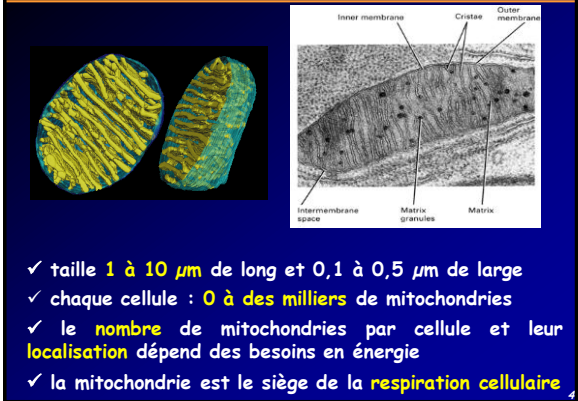 Inner membrane
Cristae
Outer
membrane
Intermembrane
space
Matrix
granules
Matrix
✓ taille 1 à 10 µm de long et 0,1 à 0,5 µm de large
✓ chaque cellule : 0 à des milliers de mitochondries
✓ le nombre de mitochondries par cellule et leur
localisation dépend des besoins en énergie
✓ la mitochondrie est le siège de la respiration cellulaire
4